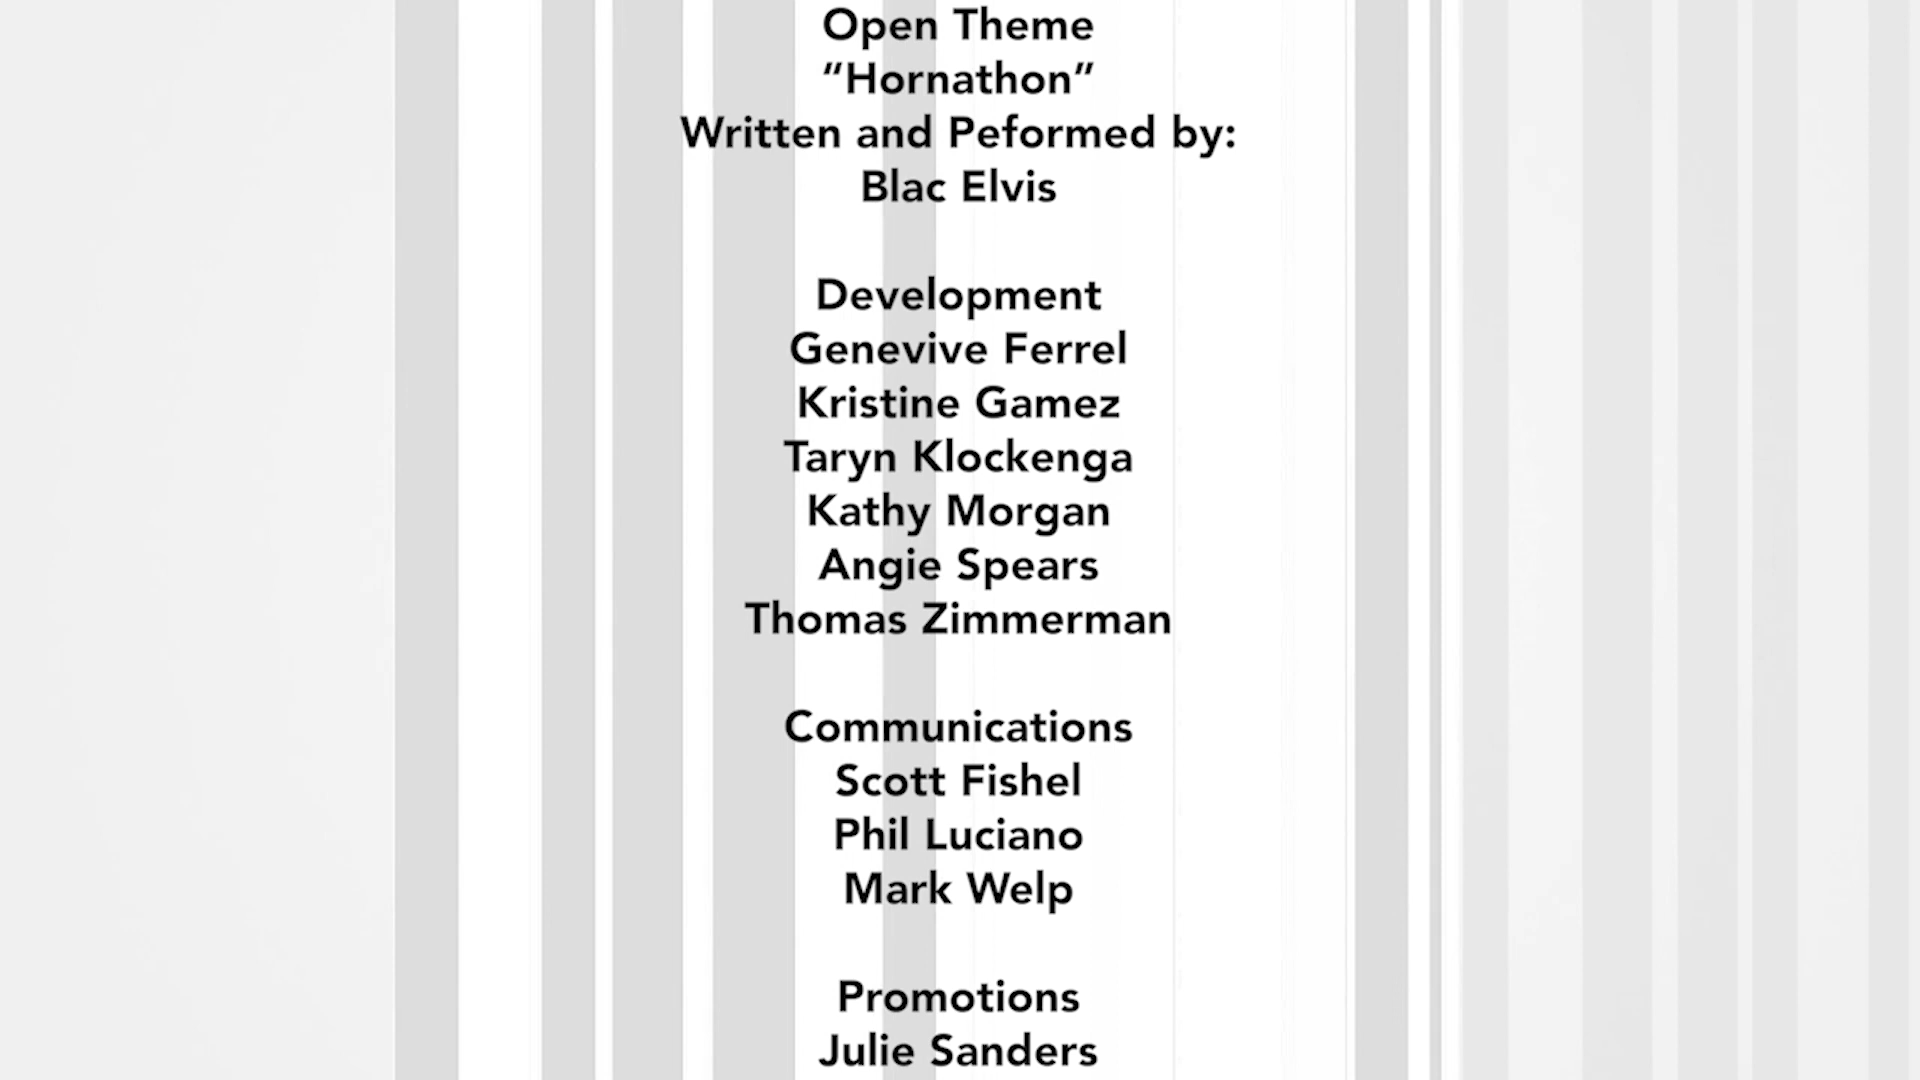 Open Theme
“Hornathon”
Written and Peformed by:
Blac Elvis
Development
Genevive Ferrel
Kristine Gamez
Taryn Klockenga
Kathy Morgan
Angie Spears
Thomas Zimmerman
Communications
Scott Fishel
Phil Luciano
Mark Welp
Promotions
Julie Sanders